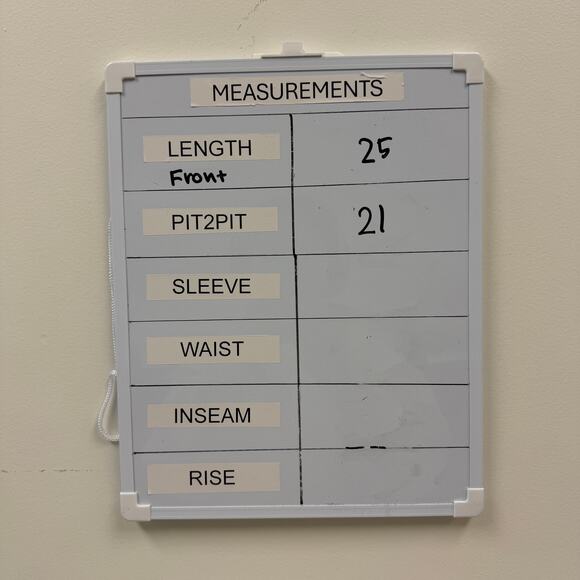 MEASUREMENTS
LENGTH 25
Front
PIT2PIT 21
SLEEVE
WAIST
INSEAM
RISE